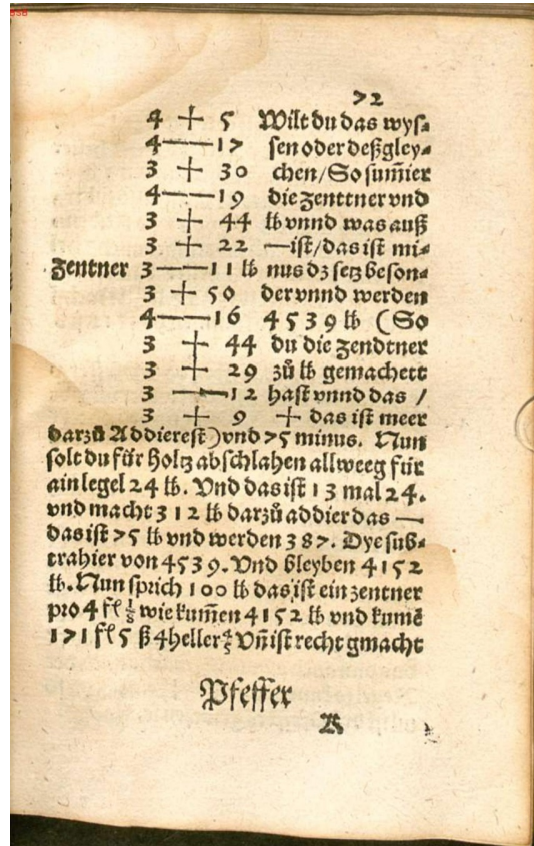 72
4 + 5 Wilt du das wys⸗
4 — 17 sen oder deßgley⸗
3 + 30 chen/ So sum̄ier
4 — 19 die zenttner vnd
3 + 44 lb vnnd was auß
3 + 22 —ist/ das ist mi⸗
Zentner 3 — 11 lb nus dz setz beson⸗
3 + 50 der vnnd werden
4 — 16 4539 lb (So
3 + 44 du die zendtner
3 + 29 zů lb gemachett
3 — 12 hast vnnd das /
3 + 9 + das ist meer
darzů Addierest) vnd 75 minus. Nun
solt du für holtz abschlahen allweeg für
ain legel 24 lb. Vnd das ist 13 mal 24.
vnd macht 312 lb darzů addier das —
das ist 75 lb vnd werden 387. Dye sub⸗
trahier von 4539. Vnd bleyben 4152
lb. Nun sprich 100 lb das ist ein zentner
pro 4 fl 1/8 wie kum̄en 4152 lb vnd kumē
171 fl 5 ß 4 heller 4/5 Vn̄ ist recht gmacht
Pfeffer
K